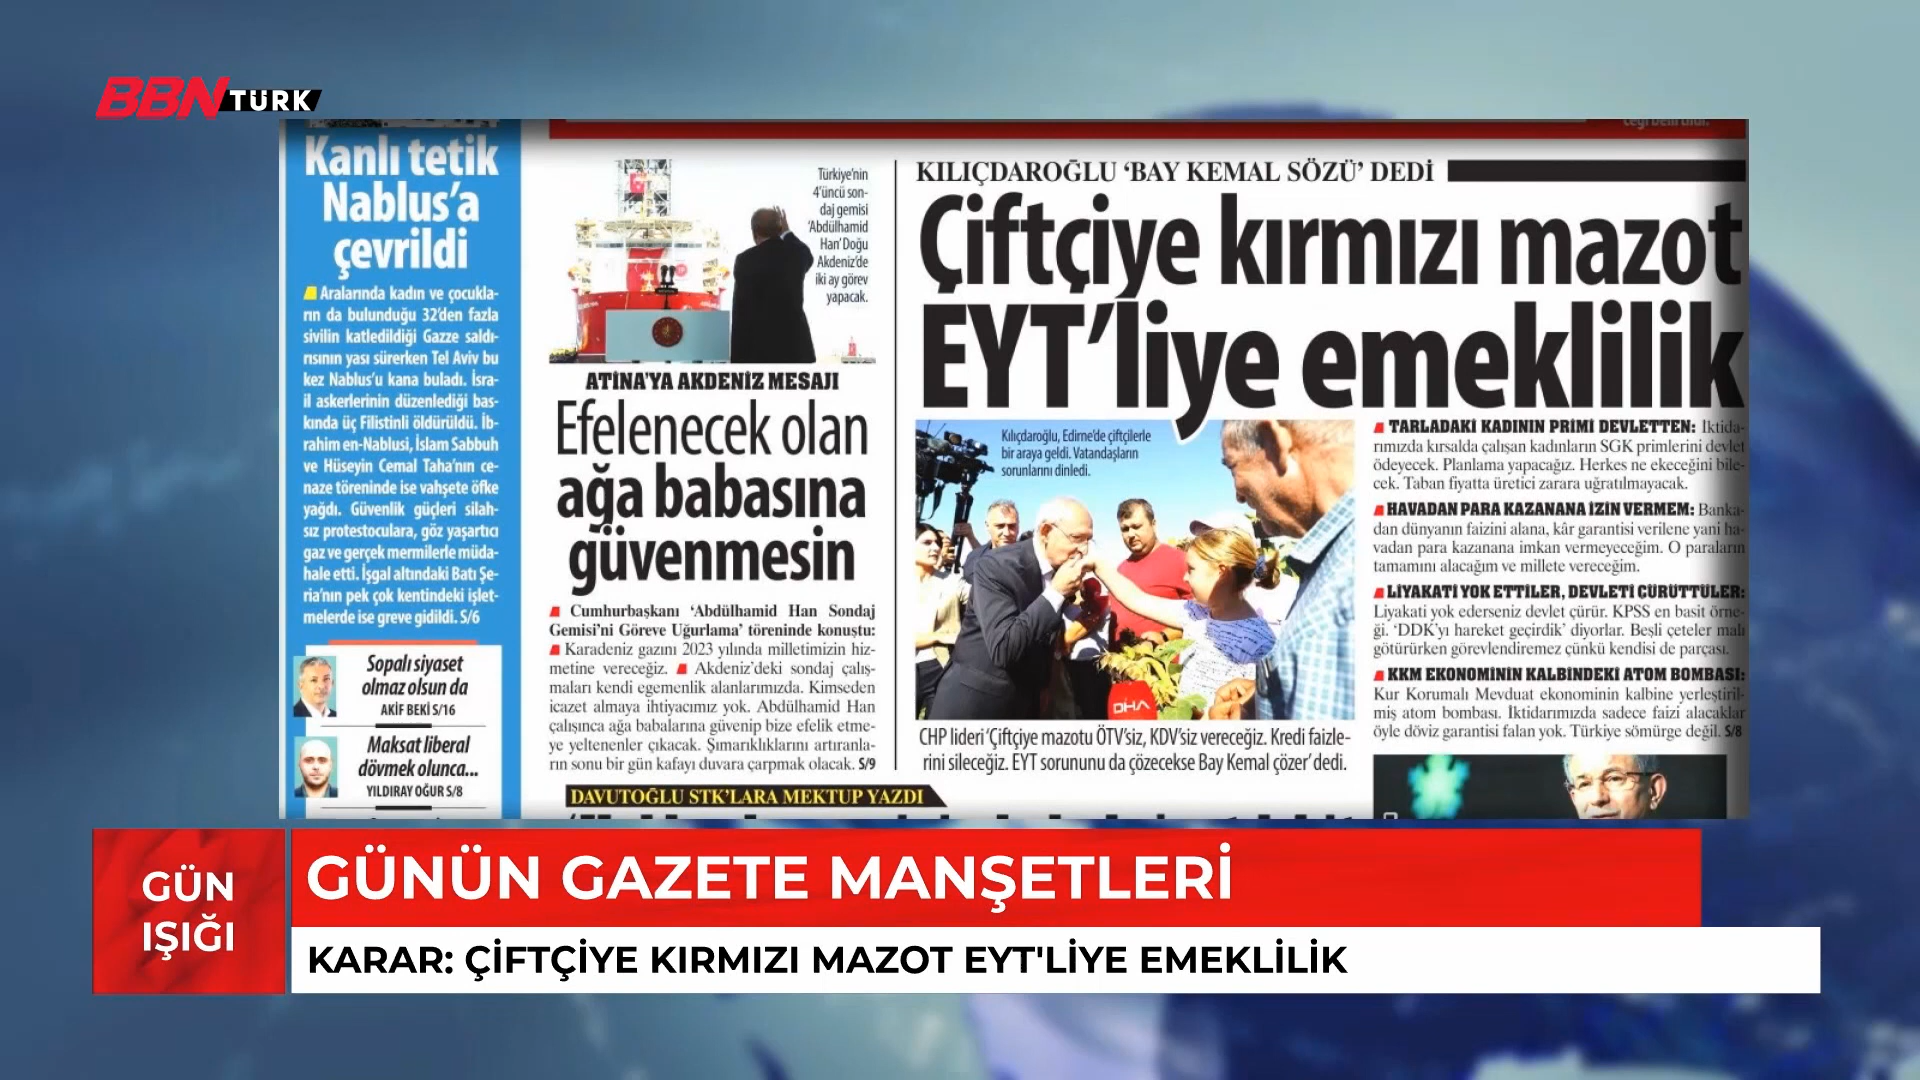 BBN TÜRK
Kanlı tetik
Nablus’a
çevrildi
Aralarında kadın ve çocukla-
rın da bulunduğu 32’den fazla
sivilin katledildiği Gazze saldı-
rısının yası sürerken Tel Aviv bu
kez Nablus’u kana buladı. İsra-
il askerlerinin düzenlediği bas-
kında üç Filistinli öldürüldü. İb-
rahim en-Nablusi, İslam Sabbuh
ve Hüseyin Cemal Taha’nın ce-
naze töreninde ise vahşete öfke
yağdı. Güvenlik güçleri silah-
sız protestoculara, göz yaşartıcı
gaz ve gerçek mermilerle müda-
hale etti. İşgal altındaki Batı Şe-
ria’nın pek çok kentindeki işlet-
melerde ise greve gidildi. S/6
Sopalı siyaset
olmaz olsun da
AKİF BEKİ S/16
Maksat liberal
dövmek olunca...
YILDIRAY OĞUR S/8
Türkiye’nin
4’üncü son-
daj gemisi
‘Abdülhamid
Han’ Doğu
Akdeniz’de
iki ay görev
yapacak.
ATİNA’YA AKDENİZ MESAJI
Efelenecek olan
ağa babasına
güvenmesin
Cumhurbaşkanı ‘Abdülhamid Han Sondaj
Gemisi’ni Göreve Uğurlama’ töreninde konuştu:
Karadeniz gazını 2023 yılında milletimizin hiz-
metine vereceğiz. Akdeniz’deki sondaj çalış-
maları kendi egemenlik alanlarımızda. Kimseden
icazet almaya ihtiyacımız yok. Abdülhamid Han
çalışınca ağa babalarına güvenip bize efelik etme-
ye yeltenenler çıkacak. Şımarıklıklarını artıranla-
rın sonu bir gün kafayı duvara çarpmak olacak. S/9
DAVUTOĞLU STK’LARA MEKTUP YAZDI
KILIÇDAROĞLU ‘BAY KEMAL SÖZÜ’ DEDİ
Çiftçiye kırmızı mazot
EYT’liye emeklilik
Kılıçdaroğlu, Edirne’de çiftçilerle
bir araya geldi. Vatandaşların
sorunlarını dinledi.
DHA
CHP lideri ‘Çiftçiye mazotu ÖTV’siz, KDV’siz vereceğiz. Kredi faizle-
rini sileceğiz. EYT sorununu da çözecekse Bay Kemal çözer’ dedi.
TARLADAKİ KADININ PRİMİ DEVLETTEN: İktida-
rımızda kırsalda çalışan kadınların SGK primlerini devlet
ödeyecek. Planlama yapacağız. Herkes ne ekeceğini bile-
cek. Taban fiyatta üretici zarara uğratılmayacak.
HAVADAN PARA KAZANANA İZİN VERMEM: Banka-
dan dünyanın faizini alana, kâr garantisi verilene yani ha-
vadan para kazanana imkan vermeyeceğim. O paraların
tamamını alacağım ve millete vereceğim.
LİYAKATİ YOK ETTİLER, DEVLETİ ÇÜRÜTTÜLER:
Liyakati yok ederseniz devlet çürür. KPSS en basit örne-
ği. ‘DDK’yı hareket geçirdik’ diyorlar. Beşli çeteler malı
götürürken görevlendiremez çünkü kendisi de parçası.
KKM EKONOMİNİN KALBİNDEKİ ATOM BOMBASI:
Kur Korumalı Mevduat ekonominin kalbine yerleştiril-
miş atom bombası. İktidarımızda sadece faizi alacaklar
öyle döviz garantisi falan yok. Türkiye sömürge değil. S/8
GÜN
IŞIĞI
GÜNÜN GAZETE MANŞETLERİ
KARAR: ÇİFTÇİYE KIRMIZI MAZOT EYT'LİYE EMEKLİLİK